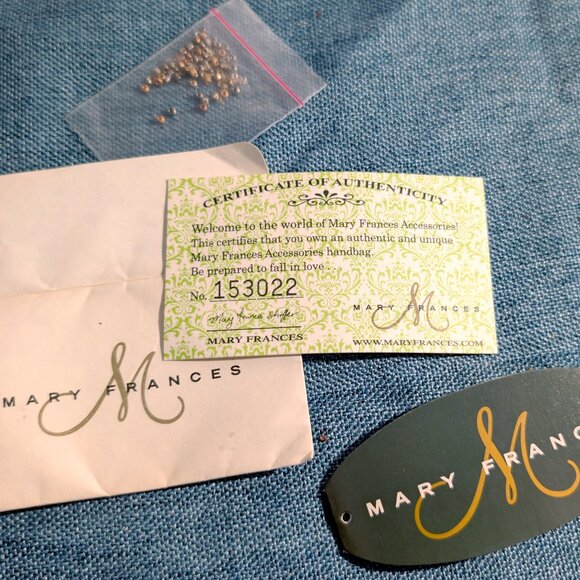 CERTIFICATE OF AUTHENTICITY
Welcome to the world of Mary Frances Accessories!
This certifies that you own an authentic and unique
Mary Frances Accessories handbag.
Be prepared to fall in love . . .
No. 153022
MARY FRANCES
WWW.MARYFRANCES.COM
M
MARY FRANCES
M
MARY FRANCES
M
MARY FRANC